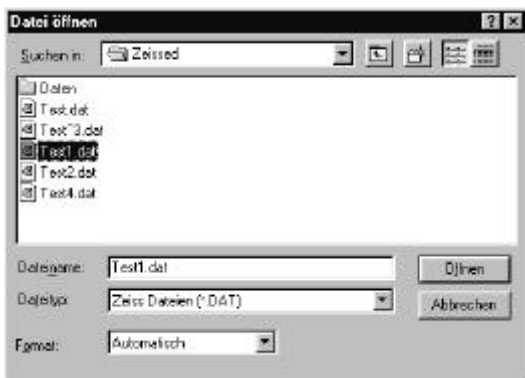 Datei öffnen
Suchen in: Zeissed
Daten
Test.dat
Test^3.dat
Test1.dat
Test2.dat
Test4.dat
Dateiname: Test1.dat Öffnen
Dateityp: Zeiss Dateien (*.DAT) Abbrechen
Format: Automatisch